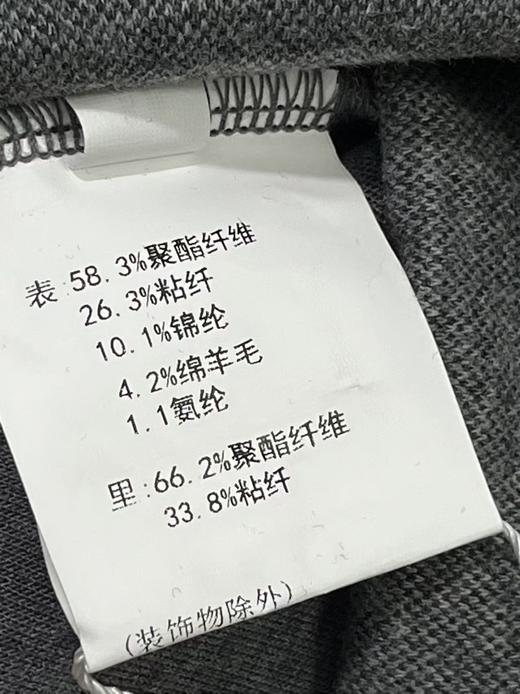 表:58.3%聚酯纤维
26.3%粘纤
10.1%锦纶
4.2%绵羊毛
1.1氨纶
里:66.2%聚酯纤维
33.8%粘纤
(装饰物除外)